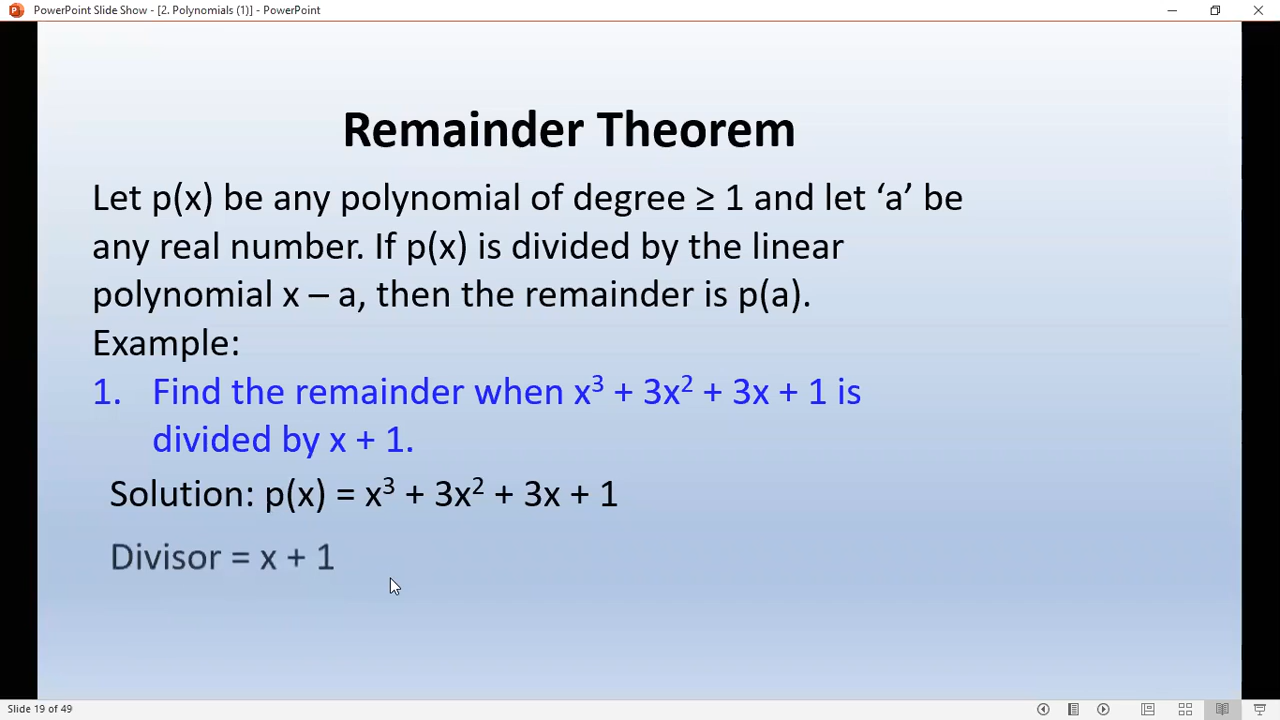 PowerPoint Slide Show - [2. Polynomials (1)] - PowerPoint
Remainder Theorem
Let p(x) be any polynomial of degree ≥ 1 and let ‘a’ be
any real number. If p(x) is divided by the linear
polynomial x – a, then the remainder is p(a).
Example:
1. Find the remainder when x³ + 3x² + 3x + 1 is
divided by x + 1.
Solution: p(x) = x³ + 3x² + 3x + 1
Divisor = x + 1
Slide 19 of 49